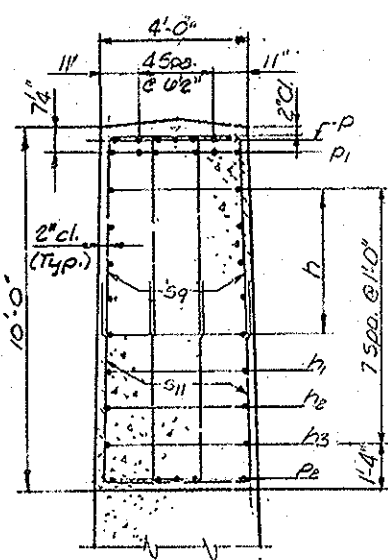 4'-0"
11" 4 Spa. 11"
@ 6½"
7¼"
2"Cl.
p
p1
2" cl.
(Typ.)
h
s9
10'-0"
7 Spa. @ 1'-0"
h1
s11
h2
h3
1'-4"
p2